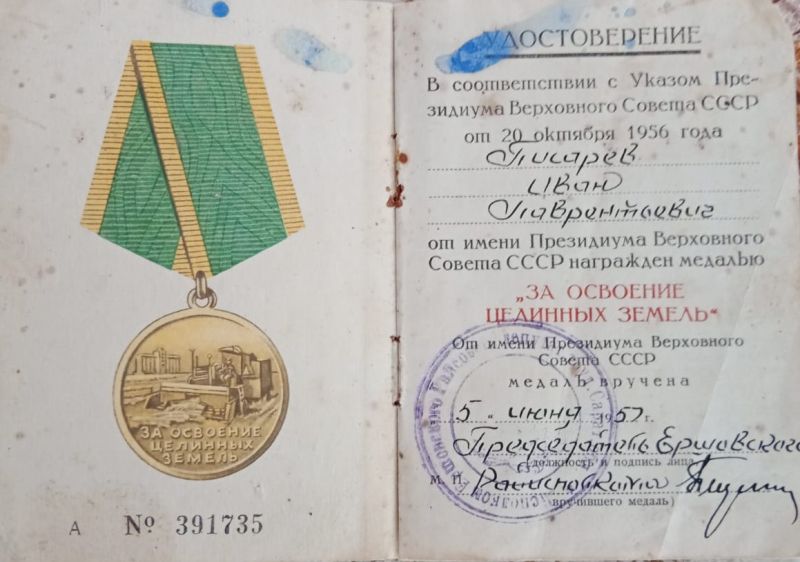 ЗА ОСВОЕНИЕ
ЦЕЛИННЫХ
ЗЕМЕЛЬ
А № 391735
УДОСТОВЕРЕНИЕ
В соответствии с Указом Пре-
зидиума Верховного Совета СССР
от 20 октября 1956 года
Писарев
Иван
Лаврентьевич
от имени Президиума Верховного
Совета СССР награжден медалью
„ЗА ОСВОЕНИЕ
ЦЕЛИННЫХ ЗЕМЕЛЬ“
От имени Президиума Верховного
Совета СССР
медаль вручена
„5“ июня 1957 г.
Председатель Ершовского
(должность и подпись лица,
М. П. Райисполкома
вручившего медаль)